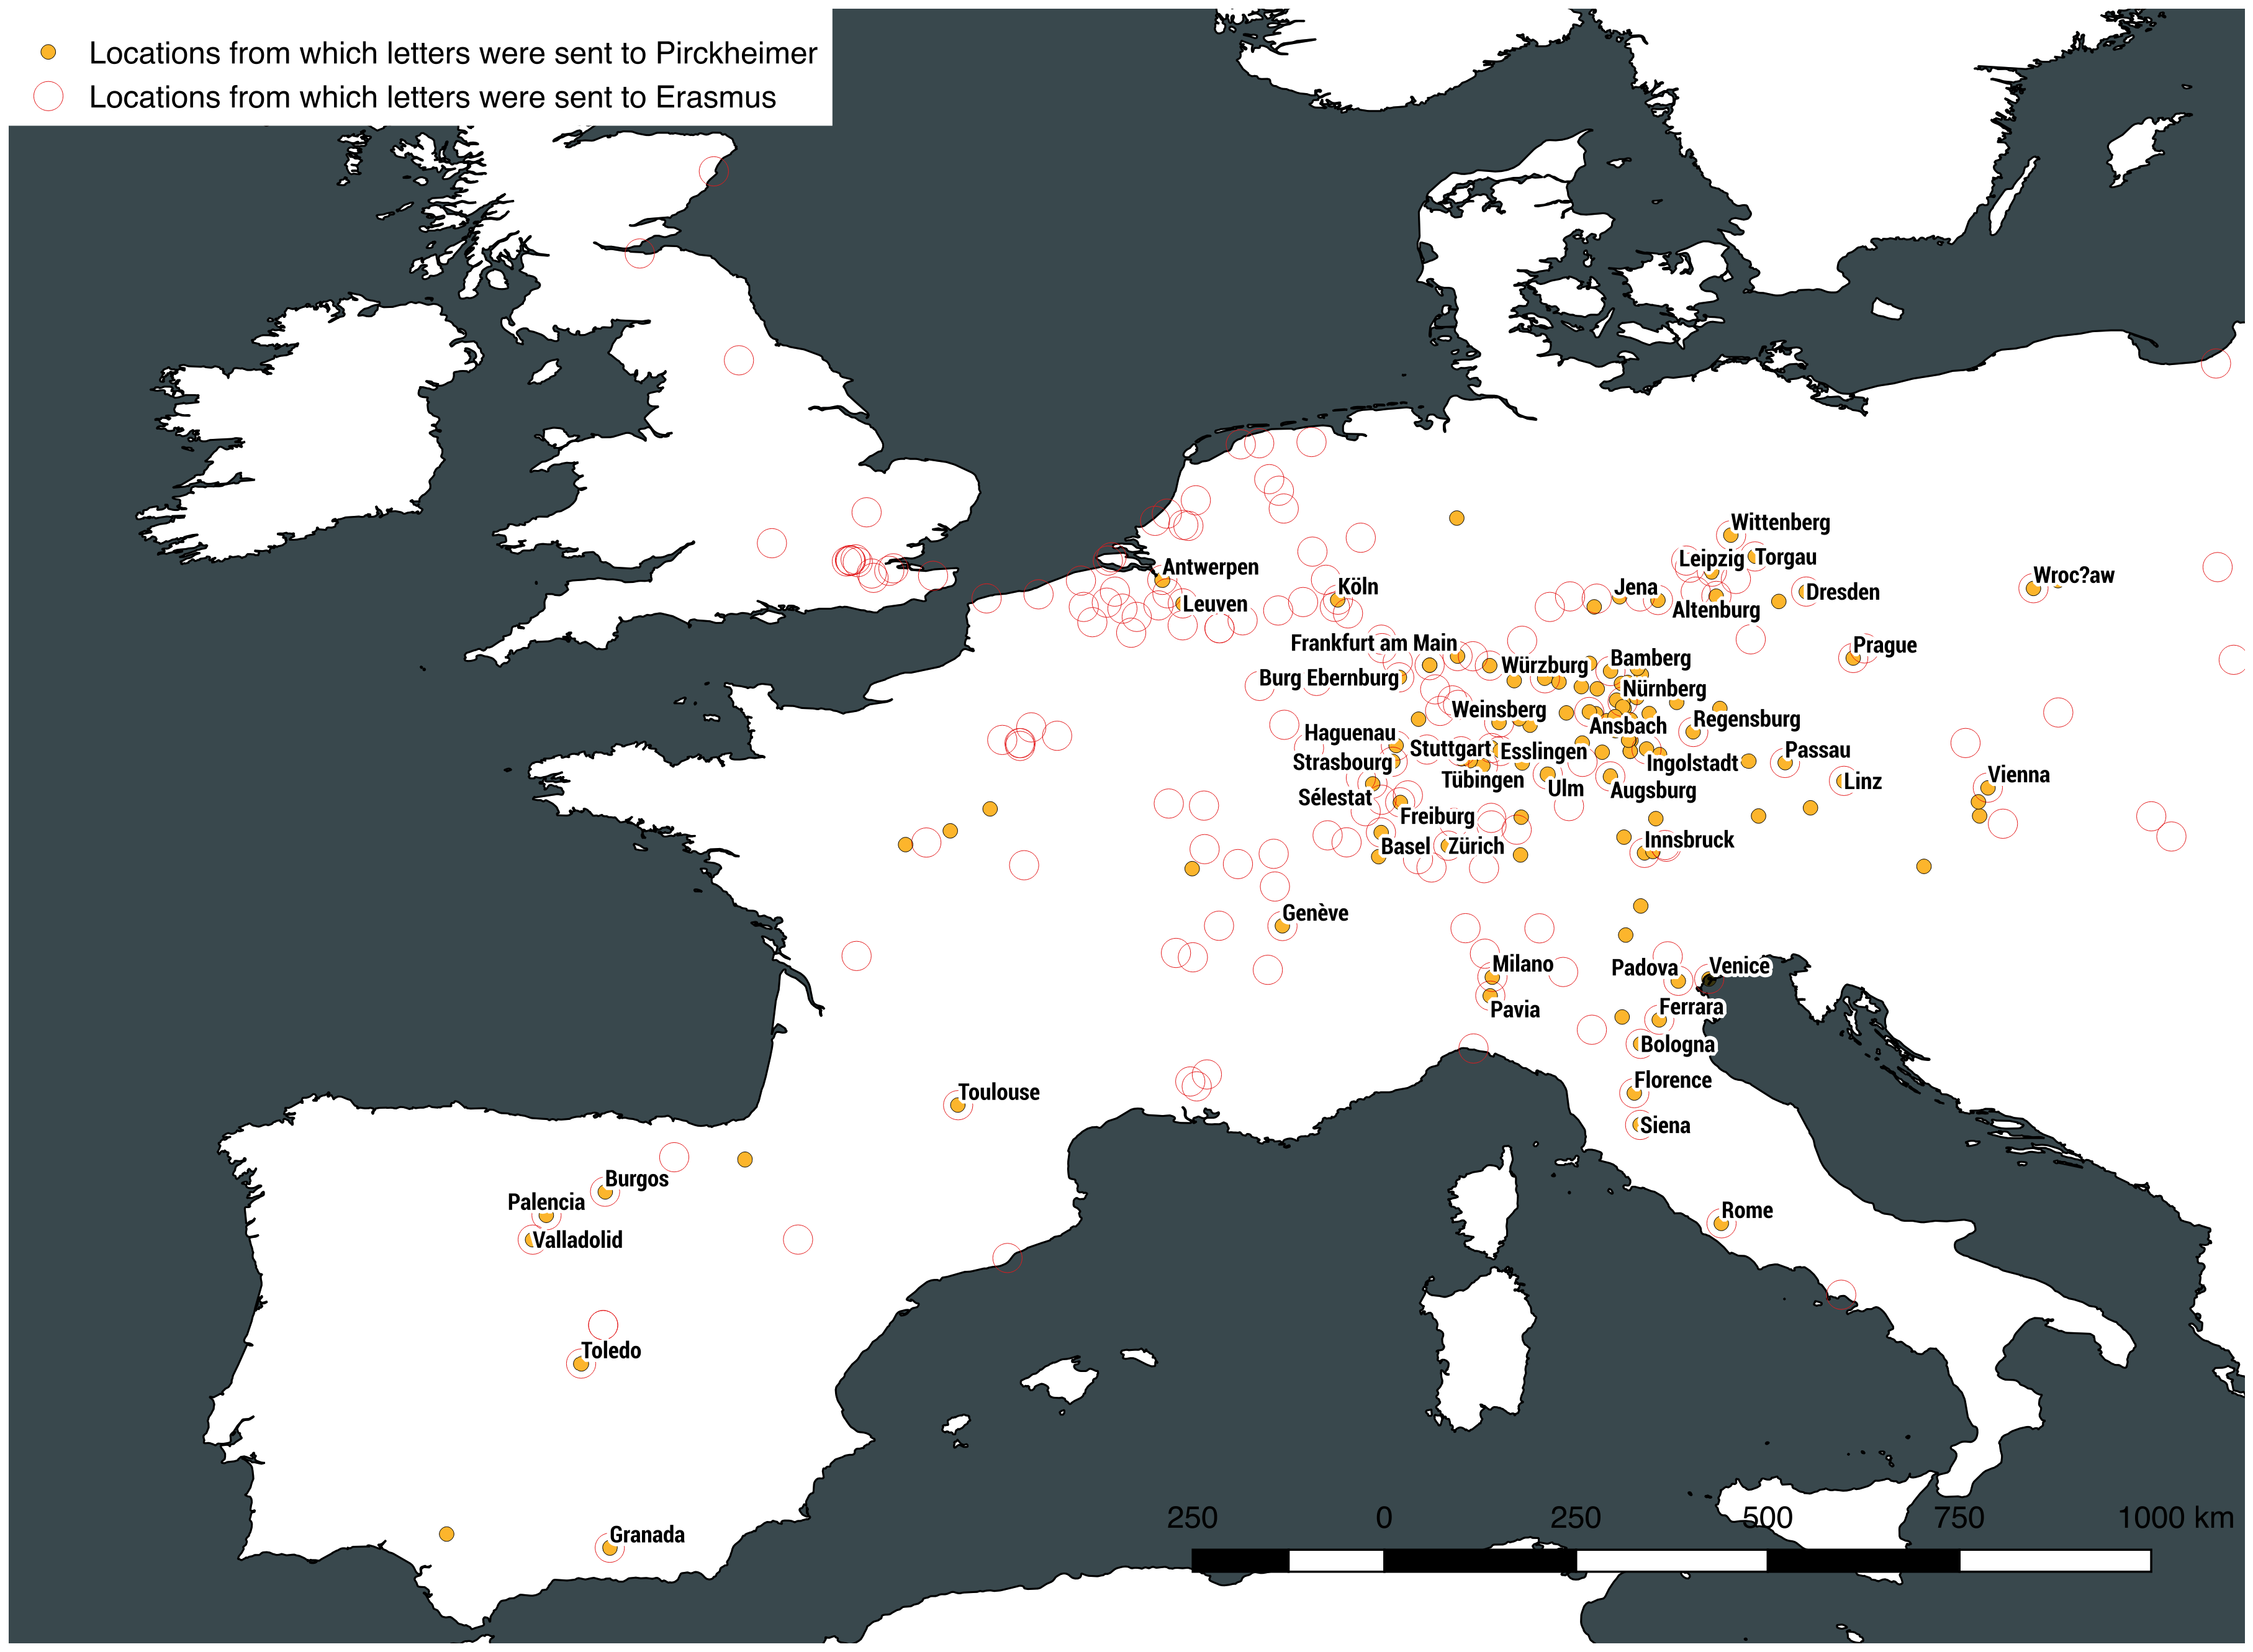 Locations from which letters were sent to Pirckheimer
Locations from which letters were sent to Erasmus
Wittenberg
Leipzig
Torgau
Antwerpen
Wroc?aw
Köln
Jena
Dresden
Leuven
Altenburg
Frankfurt am Main
Prague
Würzburg
Bamberg
Burg Ebernburg
Nürnberg
Weinsberg
Regensburg
Ansbach
Haguenau
Stuttgart
Esslingen
Passau
Strasbourg
Ingolstadt
Tübingen
Linz
Vienna
Ulm
Augsburg
Sélestat
Freiburg
Innsbruck
Basel
Zürich
Genève
Milano
Padova
Venice
Pavia
Ferrara
Bologna
Florence
Toulouse
Siena
Burgos
Palencia
Rome
Valladolid
Toledo
250 0 250 500 750 1000 km
Granada